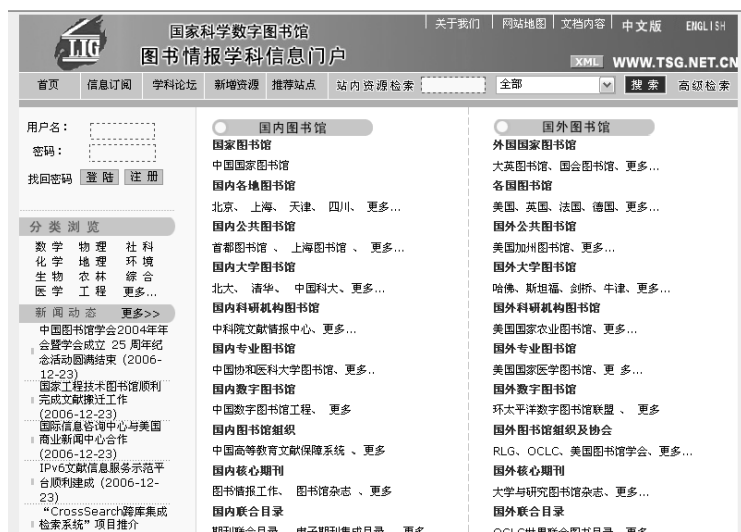 LIG
国家科学数字图书馆
图书情报学科信息门户
关于我们 网站地图 文档内容 中文版 ENGLISH
XML WWW.TSG.NET.CN
首页 信息订阅 学科论坛 新增资源 推荐站点 站内资源检索 全部 搜索 高级检索
用户名：
密码：
找回密码 登陆 注册
分类浏览
数学 物理 社科
化学 地理 环境
生物 农林 综合
医学 工程 更多...
新闻动态 更多>>
中国图书馆学会2004年年
会暨学会成立 25 周年纪
念活动圆满结束 (2006-
12-23)
国家工程技术图书馆顺利
完成文献搬迁工作
(2006-12-23)
国际信息咨询中心与美国
商业新闻中心合作
(2006-12-23)
IPv6文献信息服务示范平
台顺利建成 (2006-12-
23)
“CrossSearch跨库集成
检索系统”项目推介
国内图书馆
国家图书馆
中国国家图书馆
国内各地图书馆
北京、 上海、 天津、 四川、 更多...
国内公共图书馆
首都图书馆 、 上海图书馆 、 更多...
国内大学图书馆
北大、 清华、 中国科大、更多...
国内科研机构图书馆
中科院文献情报中心、更多...
国内专业图书馆
中国协和医科大学图书馆、更多..
国内数字图书馆
中国数字图书馆工程、 更多
国内图书馆组织
中国高等教育文献保障系统 、更多
国内核心期刊
图书情报工作、 图书馆杂志 、更多
国内联合目录
期刊联合目录、 电子期刊集成目录、 更多
国外图书馆
外国国家图书馆
大英图书馆、国会图书馆、更多...
各国图书馆
美国、英国、法国、德国、更多...
国外公共图书馆
美国加州图书馆、更多...
国外大学图书馆
哈佛、斯坦福、剑桥、牛津、更多...
国外科研机构图书馆
美国国家农业图书馆、更多...
国外专业图书馆
美国国家医学图书馆、更 多...
国外数字图书馆
环太平洋数字图书馆联盟 、 更多
国外图书馆组织及协会
RLG、OCLC、美国图书馆学会、更多...
国外核心期刊
大学与研究图书馆杂志、更多...
国外联合目录
OCLC世界联合图书目录、更多